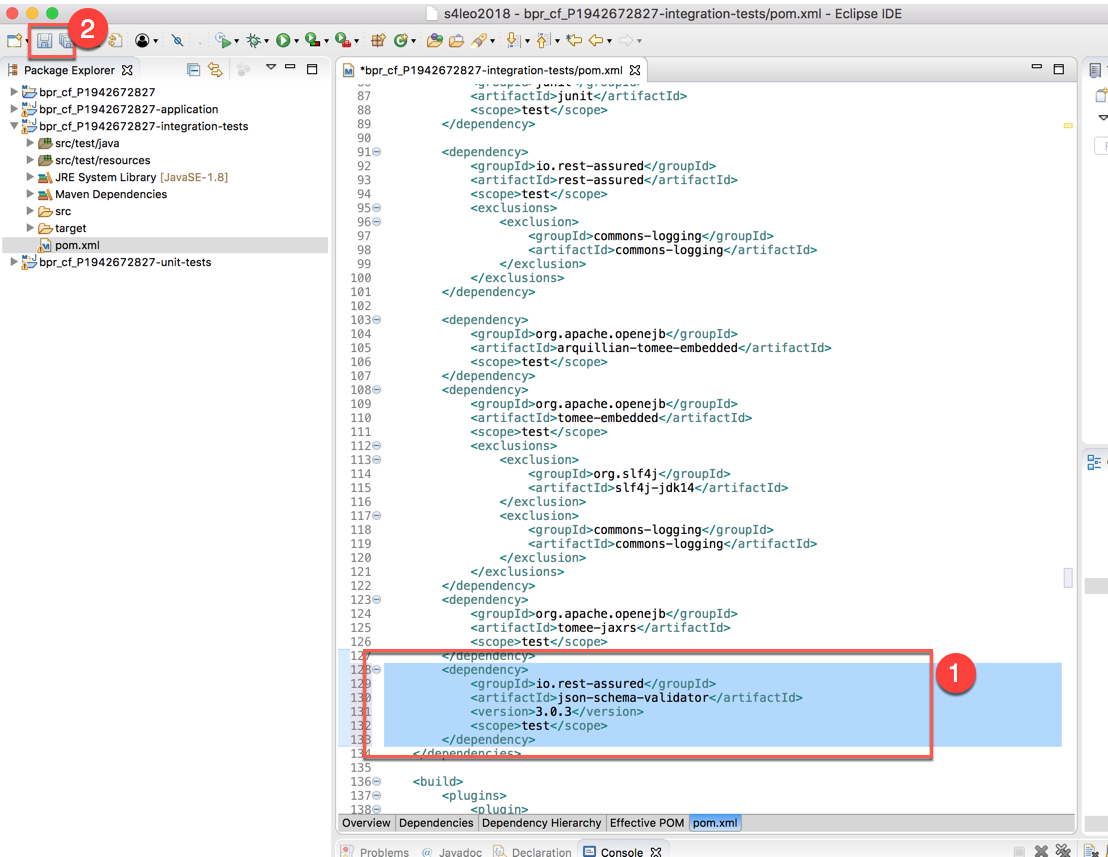 s4leo2018 - bpr_cf_P1942672827-integration-tests/pom.xml - Eclipse IDE
2
Package Explorer
bpr_cf_P1942672827
bpr_cf_P1942672827-application
bpr_cf_P1942672827-integration-tests
src/test/java
src/test/resources
JRE System Library [JavaSE-1.8]
Maven Dependencies
src
target
pom.xml
bpr_cf_P1942672827-unit-tests
*bpr_cf_P1942672827-integration-tests/pom.xml
86 <groupId>junit</groupId>
87 <artifactId>junit</artifactId>
88 <scope>test</scope>
89 </dependency>
90
91 <dependency>
92 <groupId>io.rest-assured</groupId>
93 <artifactId>rest-assured</artifactId>
94 <scope>test</scope>
95 <exclusions>
96 <exclusion>
97 <groupId>commons-logging</groupId>
98 <artifactId>commons-logging</artifactId>
99 </exclusion>
100 </exclusions>
101 </dependency>
102
103 <dependency>
104 <groupId>org.apache.openejb</groupId>
105 <artifactId>arquillian-tomee-embedded</artifactId>
106 <scope>test</scope>
107 </dependency>
108 <dependency>
109 <groupId>org.apache.openejb</groupId>
110 <artifactId>tomee-embedded</artifactId>
111 <scope>test</scope>
112 <exclusions>
113 <exclusion>
114 <groupId>org.slf4j</groupId>
115 <artifactId>slf4j-jdk14</artifactId>
116 </exclusion>
117 <exclusion>
118 <groupId>commons-logging</groupId>
119 <artifactId>commons-logging</artifactId>
120 </exclusion>
121 </exclusions>
122 </dependency>
123 <dependency>
124 <groupId>org.apache.openejb</groupId>
125 <artifactId>tomee-jaxrs</artifactId>
126 <scope>test</scope>
127 </dependency>
128 <dependency>
129 <groupId>io.rest-assured</groupId>
130 <artifactId>json-schema-validator</artifactId>
131 <version>3.0.3</version>
132 <scope>test</scope>
133 </dependency>
134 </dependencies>
135
136 <build>
137 <plugins>
138 <plugin>
1
Overview Dependencies Dependency Hierarchy Effective POM pom.xml
Problems Javadoc Declaration Console